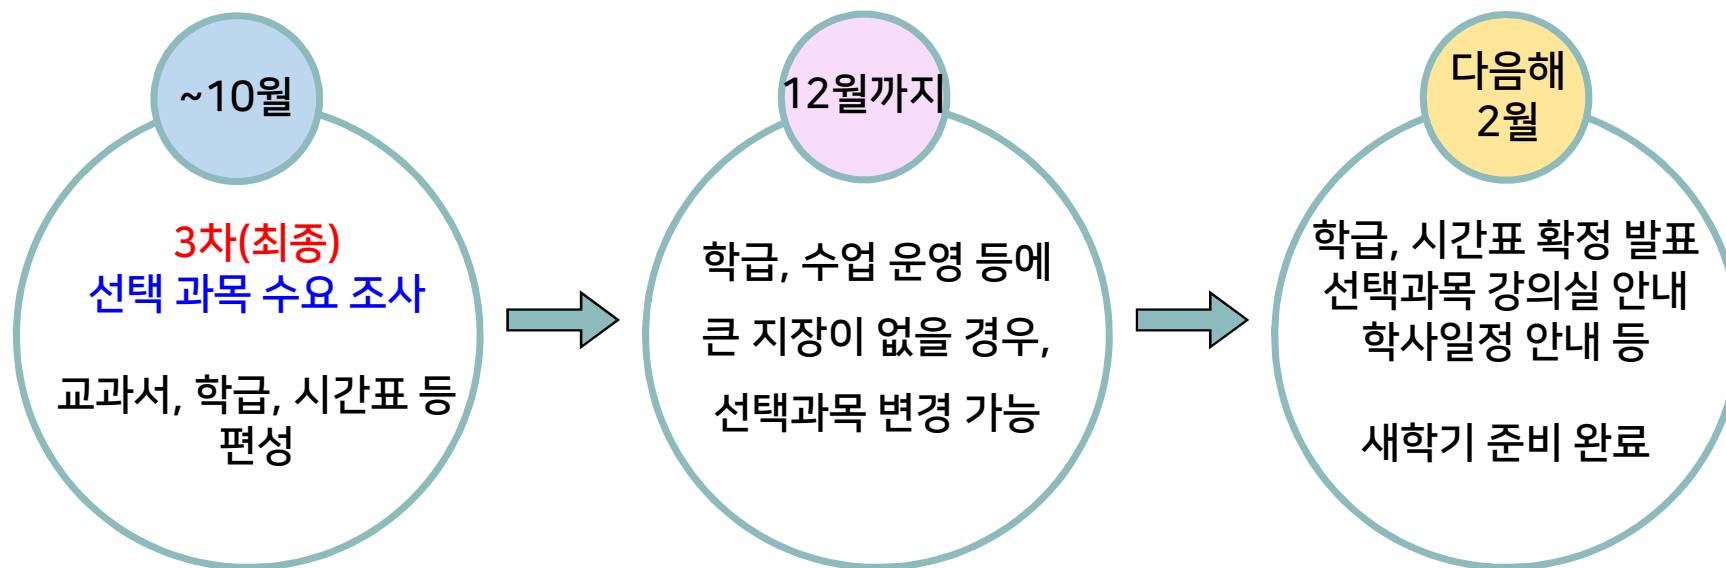 ~10월
3차(최종)
선택 과목 수요 조사
교과서, 학급, 시간표 등
편성
12월까지
학급, 수업 운영 등에
큰 지장이 없을 경우,
선택과목 변경 가능
다음해
2월
학급, 시간표 확정 발표
선택과목 강의실 안내
학사일정 안내 등
새학기 준비 완료